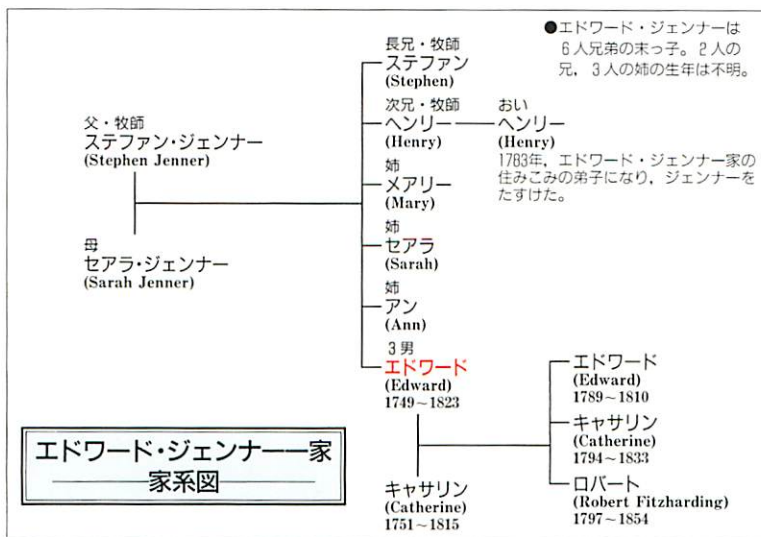 ●エドワード・ジェンナーは
6人兄弟の末っ子。2人の
兄，3人の姉の生年は不明。
父・牧師
ステファン・ジェンナー
(Stephen Jenner)
母
セアラ・ジェンナー
(Sarah Jenner)
長兄・牧師
ステファン
(Stephen)
次兄・牧師
ヘンリー
(Henry)
おい
ヘンリー
(Henry)
1783年，エドワード・ジェンナー家の
住みこみの弟子になり，ジェンナーを
たすけた。
姉
メアリー
(Mary)
姉
セアラ
(Sarah)
姉
アン
(Ann)
3男
エドワード
(Edward)
1749～1823
キャサリン
(Catherine)
1751～1815
エドワード
(Edward)
1789～1810
キャサリン
(Catherine)
1794～1833
ロバート
(Robert Fitzharding)
1797～1854
エドワード・ジェンナー一家
家系図